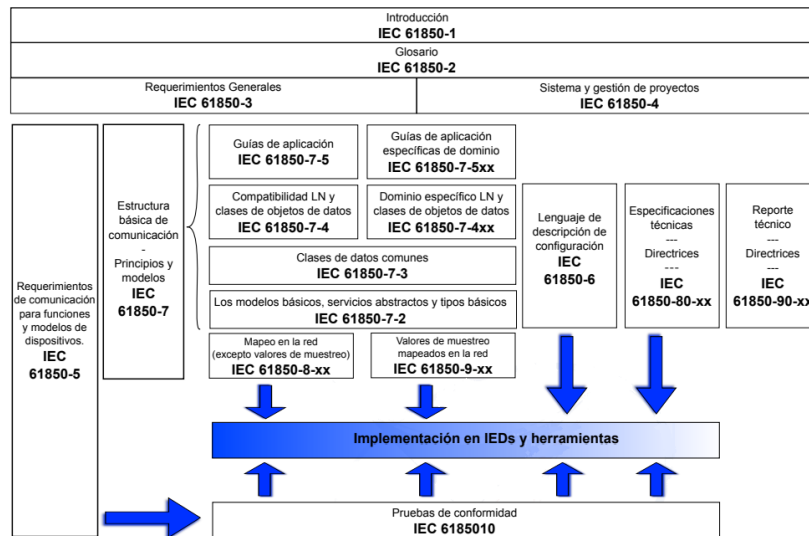 Introducción
IEC 61850-1
Glosario
IEC 61850-2
Requerimientos Generales
IEC 61850-3
Sistema y gestión de proyectos
IEC 61850-4
Requerimientos
de comunicación
para funciones
y modelos de
dispositivos.
IEC
61850-5
Estructura
básica de
comunicación
-
Principios y
modelos
IEC
61850-7
Guías de aplicación
IEC 61850-7-5
Guías de aplicación
específicas de dominio
IEC 61850-7-5xx
Compatibilidad LN y
clases de objetos de datos
IEC 61850-7-4
Dominio específico LN y
clases de objetos de datos
IEC 61850-7-4xx
Clases de datos comunes
IEC 61850-7-3
Los modelos básicos, servicios abstractos y tipos básicos
IEC 61850-7-2
Mapeo en la red
(excepto valores de muestreo)
IEC 61850-8-xx
Valores de muestreo
mapeados en la red
IEC 61850-9-xx
Lenguaje de
descripción de
configuración
IEC
61850-6
Especificaciones
técnicas
---
Directrices
---
IEC
61850-80-xx
Reporte
técnico
---
Directrices
---
IEC
61850-90-xx
Implementación en IEDs y herramientas
Pruebas de conformidad
IEC 6185010